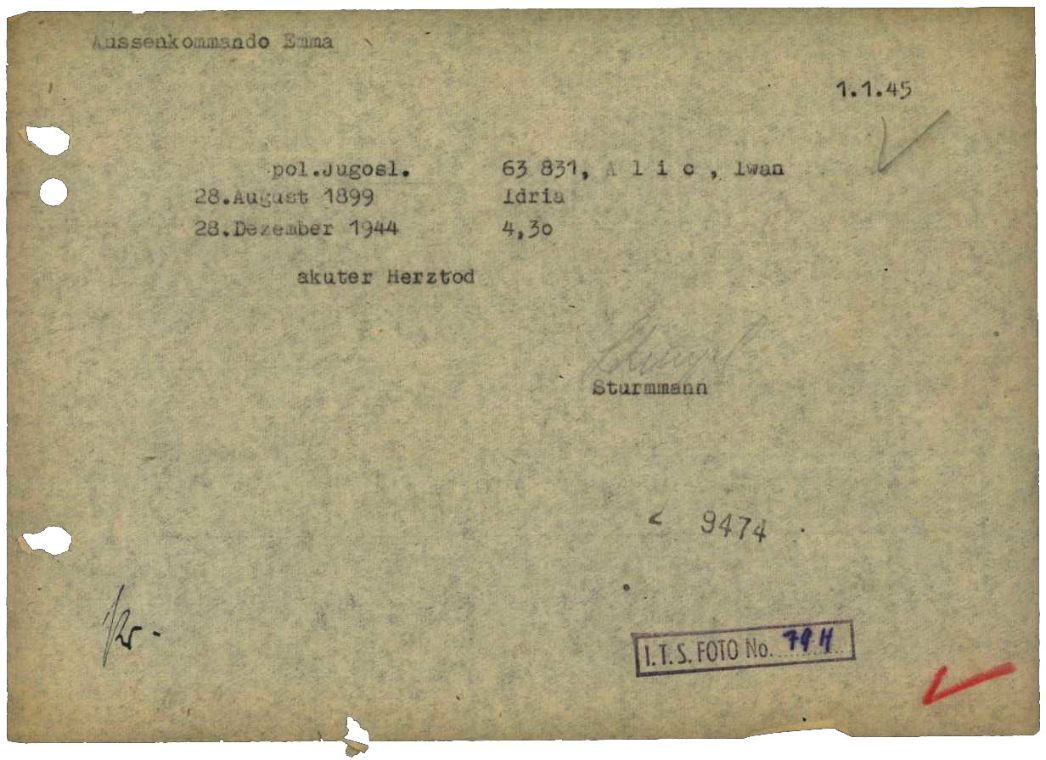 Aussenkommando Emma
1.1.45
pol.Jugosl. 63 831, A l i c , Iwan
28.August 1899 Idria
28.Dezember 1944 4,30
akuter Herztod
Sturmmann
< 9474
I.T.S. FOTO No. 794